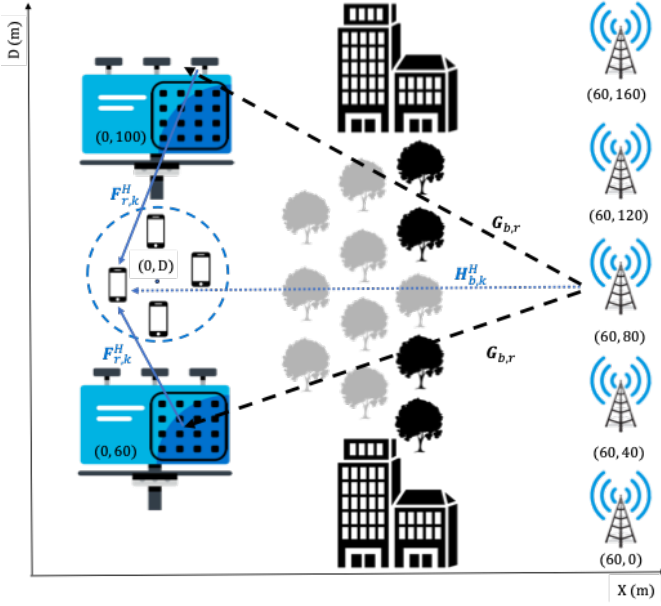 D (m)
(60, 160)
(0, 100)
(60, 120)
F^H_{r,k}
G_{b,r}
(0, D)
H^H_{b,k}
(60, 80)
F^H_{r,k}
G_{b,r}
(0, 60)
(60, 40)
(60, 0)
X (m)